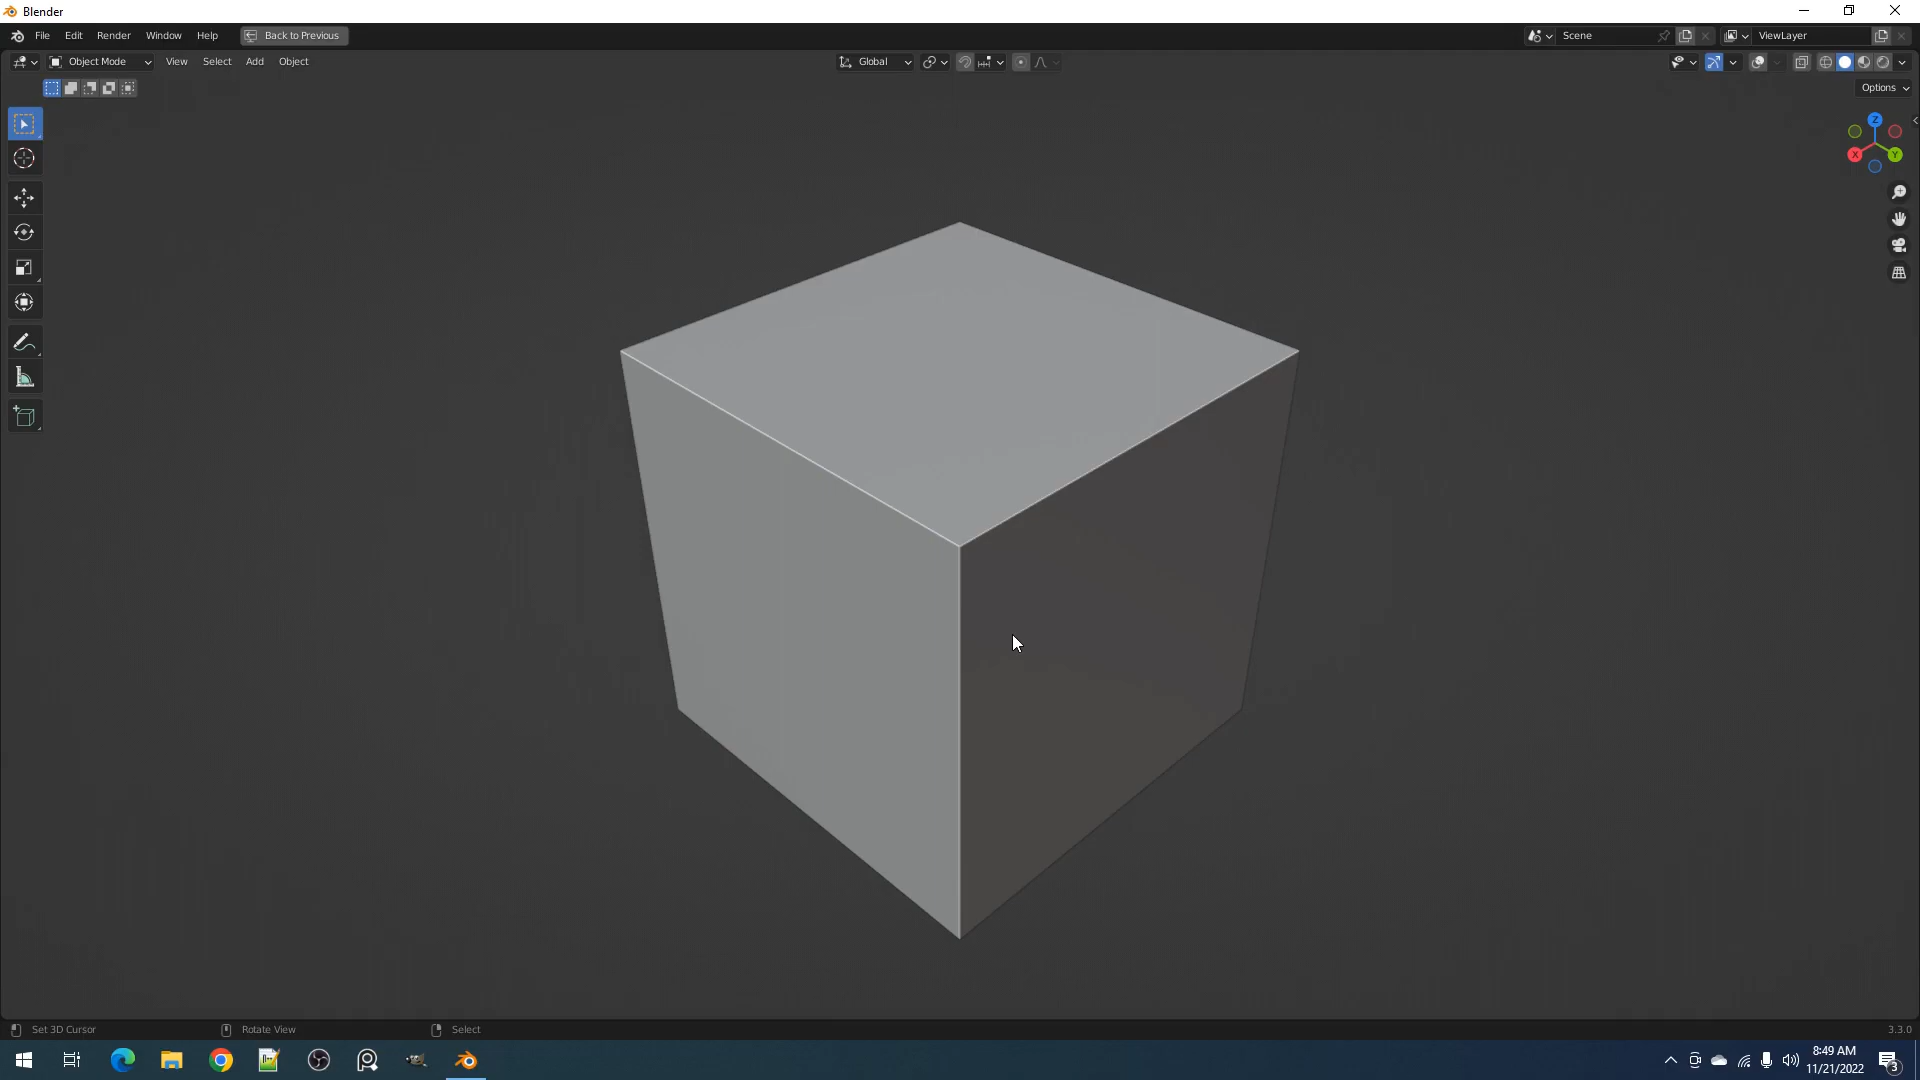 Blender
File Edit Render Window Help Back to Previous Scene ViewLayer
Object Mode View Select Add Object Global
Options
Z
X Y
Set 3D Cursor Rotate View Select 3.3.0
8:49 AM
11/21/2022
3